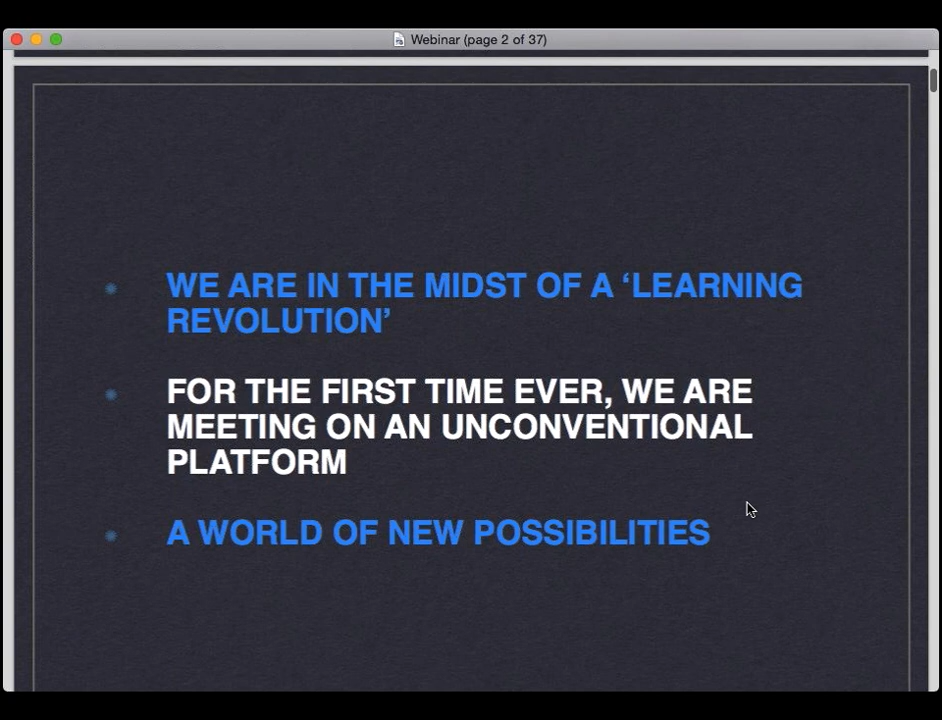 Webinar (page 2 of 37)
WE ARE IN THE MIDST OF A ‘LEARNING
REVOLUTION’
FOR THE FIRST TIME EVER, WE ARE
MEETING ON AN UNCONVENTIONAL
PLATFORM
A WORLD OF NEW POSSIBILITIES